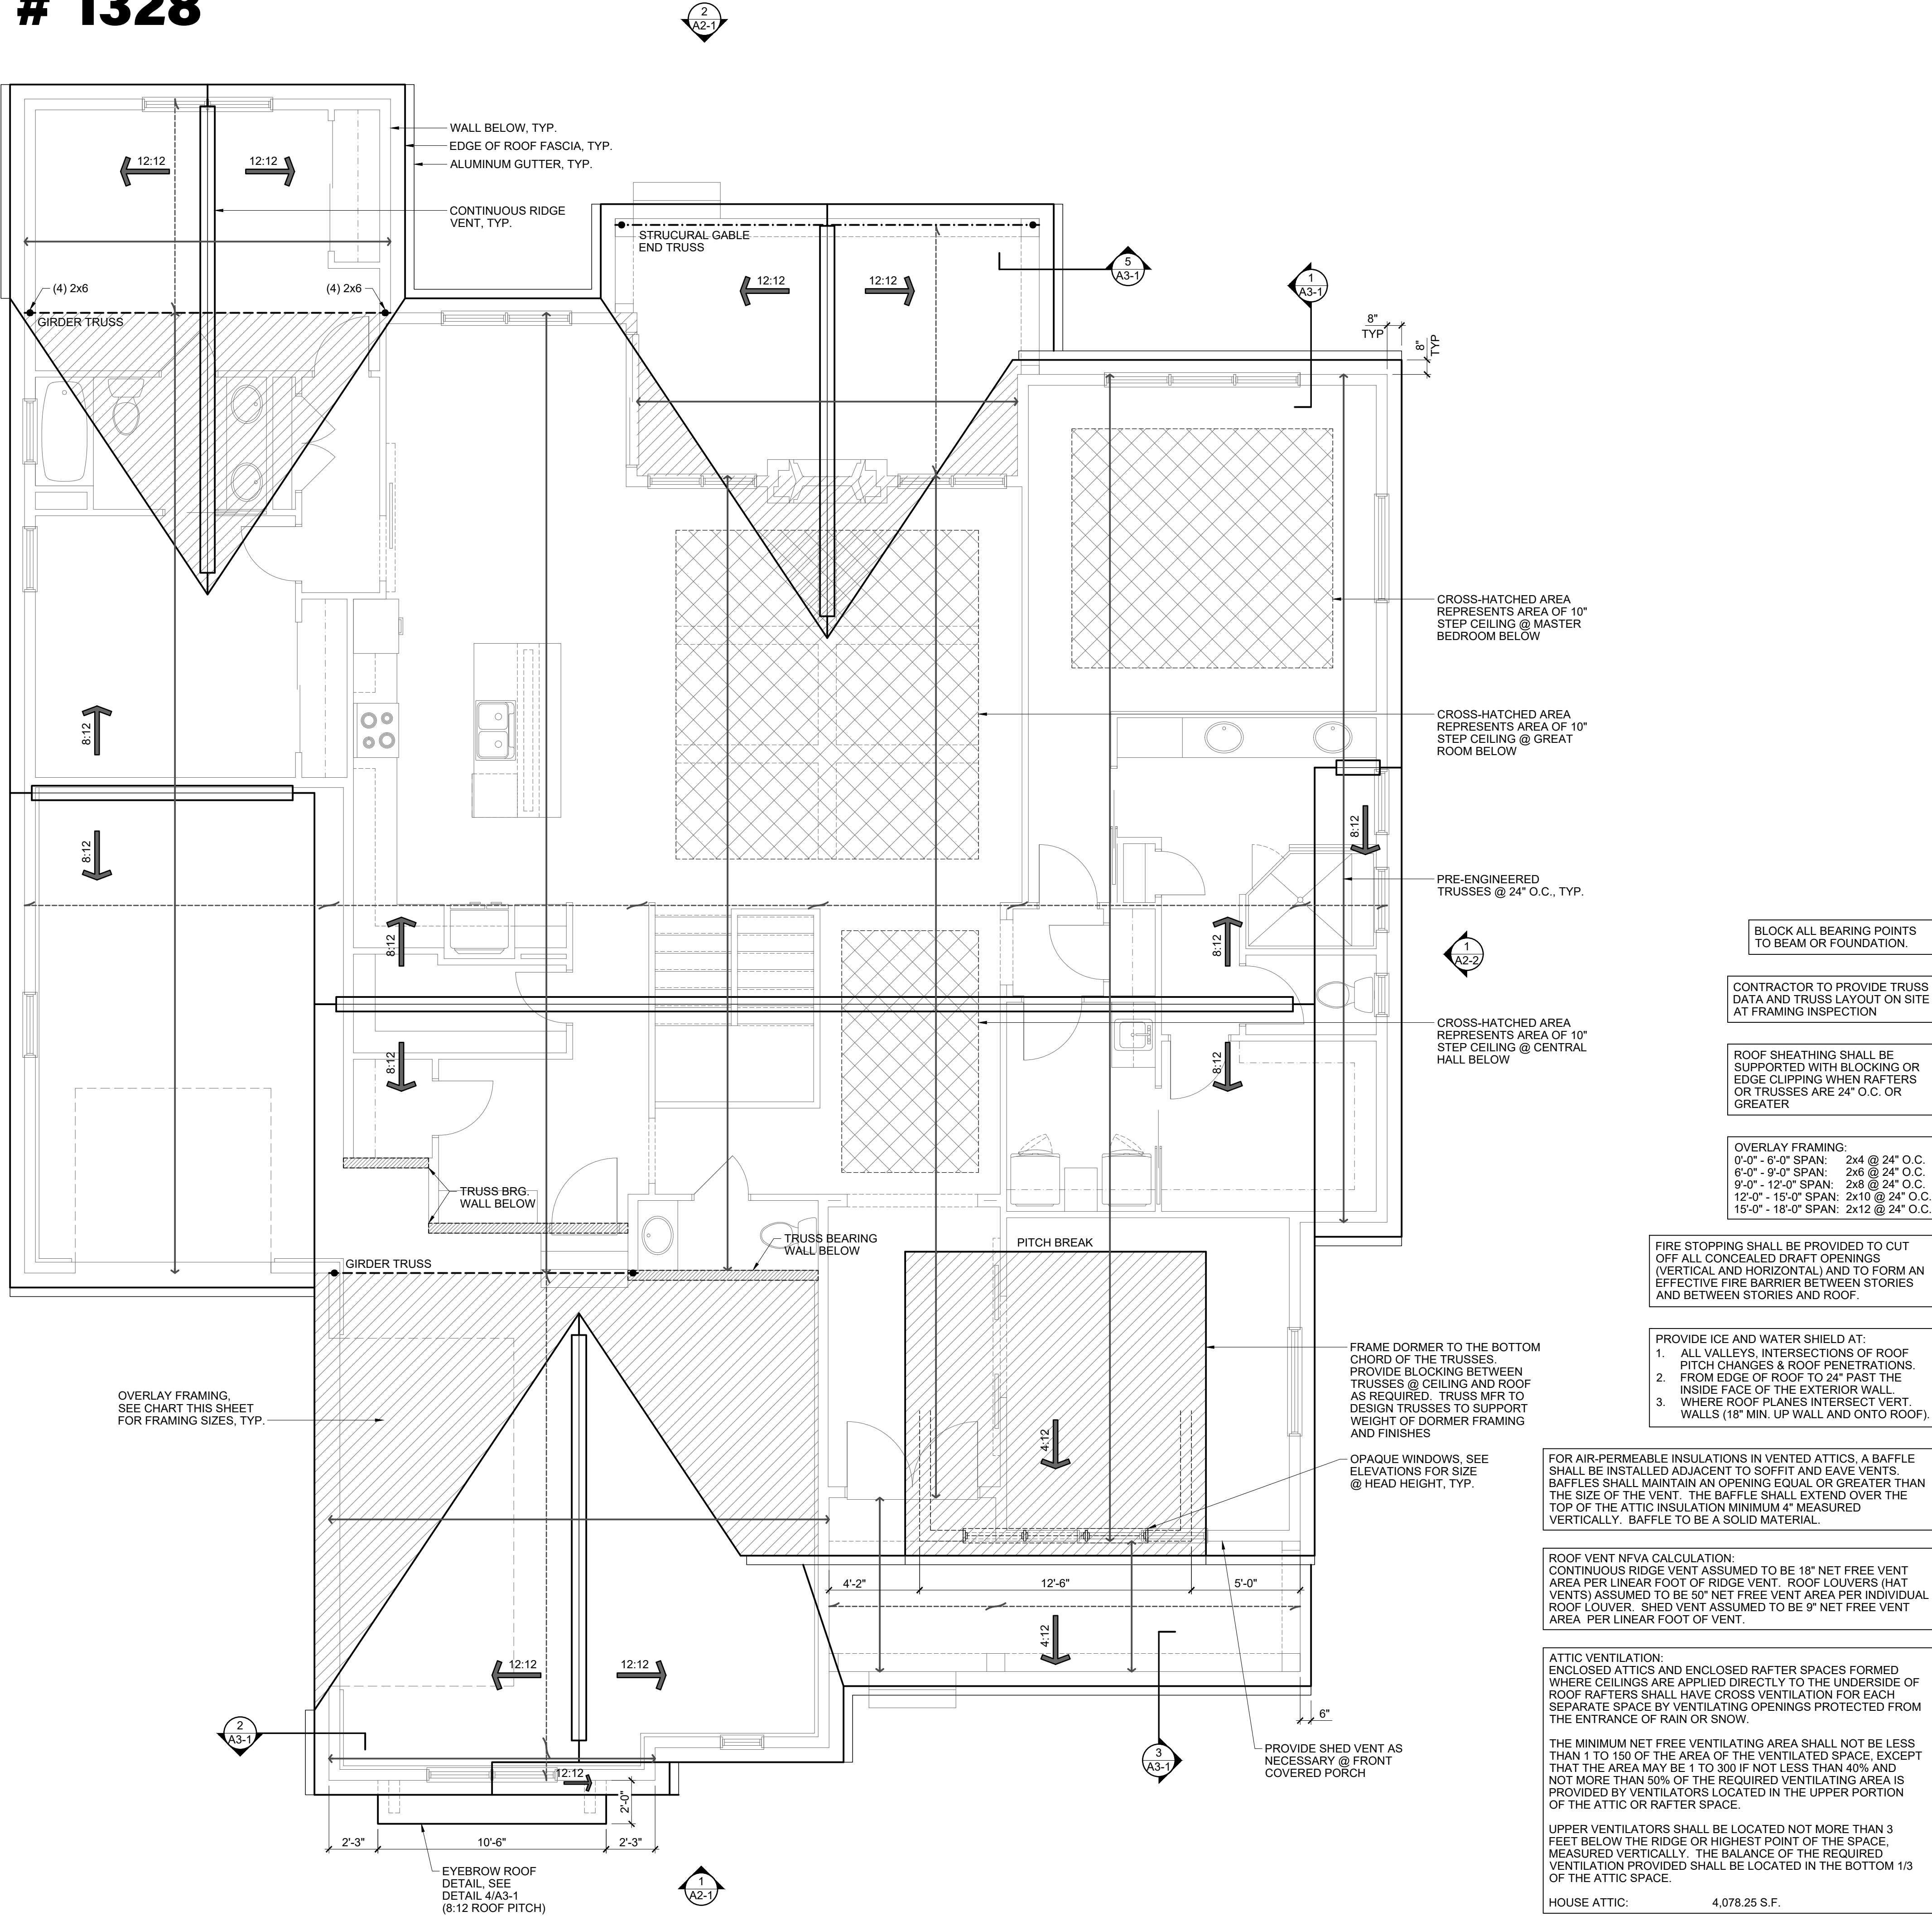 # 1328
2
A2-1
WALL BELOW, TYP.
EDGE OF ROOF FASCIA, TYP.
ALUMINUM GUTTER, TYP.
12:12
12:12
CONTINUOUS RIDGE
VENT, TYP.
STRUCURAL GABLE
END TRUSS
5
A3-1
1
A3-1
12:12
12:12
(4) 2x6
(4) 2x6
GIRDER TRUSS
8"
TYP
8"
TYP
CROSS-HATCHED AREA
REPRESENTS AREA OF 10"
STEP CEILING @ MASTER
BEDROOM BELOW
CROSS-HATCHED AREA
REPRESENTS AREA OF 10"
STEP CEILING @ GREAT
ROOM BELOW
8:12
8:12
8:12
PRE-ENGINEERED
TRUSSES @ 24" O.C., TYP.
8:12
8:12
1
A2-2
CROSS-HATCHED AREA
REPRESENTS AREA OF 10"
STEP CEILING @ CENTRAL
HALL BELOW
8:12
8:12
TRUSS BRG.
WALL BELOW
TRUSS BEARING
WALL BELOW
PITCH BREAK
GIRDER TRUSS
OVERLAY FRAMING,
SEE CHART THIS SHEET
FOR FRAMING SIZES, TYP.
FRAME DORMER TO THE BOTTOM
CHORD OF THE TRUSSES.
PROVIDE BLOCKING BETWEEN
TRUSSES @ CEILING AND ROOF
AS REQUIRED. TRUSS MFR TO
DESIGN TRUSSES TO SUPPORT
WEIGHT OF DORMER FRAMING
AND FINISHES
4:12
OPAQUE WINDOWS, SEE
ELEVATIONS FOR SIZE
@ HEAD HEIGHT, TYP.
4'-2"
12'-6"
5'-0"
4:12
12:12
12:12
6"
2
A3-1
3
A3-1
PROVIDE SHED VENT AS
NECESSARY @ FRONT
COVERED PORCH
12:12
2'-0"
2'-3"
10'-6"
2'-3"
EYEBROW ROOF
DETAIL, SEE
DETAIL 4/A3-1
(8:12 ROOF PITCH)
1
A2-1
BLOCK ALL BEARING POINTS
TO BEAM OR FOUNDATION.
CONTRACTOR TO PROVIDE TRUSS
DATA AND TRUSS LAYOUT ON SITE
AT FRAMING INSPECTION
ROOF SHEATHING SHALL BE
SUPPORTED WITH BLOCKING OR
EDGE CLIPPING WHEN RAFTERS
OR TRUSSES ARE 24" O.C. OR
GREATER
OVERLAY FRAMING:
0'-0" - 6'-0" SPAN: 2x4 @ 24" O.C.
6'-0" - 9'-0" SPAN: 2x6 @ 24" O.C.
9'-0" - 12'-0" SPAN: 2x8 @ 24" O.C.
12'-0" - 15'-0" SPAN: 2x10 @ 24" O.C.
15'-0" - 18'-0" SPAN: 2x12 @ 24" O.C.
FIRE STOPPING SHALL BE PROVIDED TO CUT
OFF ALL CONCEALED DRAFT OPENINGS
(VERTICAL AND HORIZONTAL) AND TO FORM AN
EFFECTIVE FIRE BARRIER BETWEEN STORIES
AND BETWEEN STORIES AND ROOF.
PROVIDE ICE AND WATER SHIELD AT:
1. ALL VALLEYS, INTERSECTIONS OF ROOF
PITCH CHANGES & ROOF PENETRATIONS.
2. FROM EDGE OF ROOF TO 24" PAST THE
INSIDE FACE OF THE EXTERIOR WALL.
3. WHERE ROOF PLANES INTERSECT VERT.
WALLS (18" MIN. UP WALL AND ONTO ROOF).
FOR AIR-PERMEABLE INSULATIONS IN VENTED ATTICS, A BAFFLE
SHALL BE INSTALLED ADJACENT TO SOFFIT AND EAVE VENTS.
BAFFLES SHALL MAINTAIN AN OPENING EQUAL OR GREATER THAN
THE SIZE OF THE VENT. THE BAFFLE SHALL EXTEND OVER THE
TOP OF THE ATTIC INSULATION MINIMUM 4" MEASURED
VERTICALLY. BAFFLE TO BE A SOLID MATERIAL.
ROOF VENT NFVA CALCULATION:
CONTINUOUS RIDGE VENT ASSUMED TO BE 18" NET FREE VENT
AREA PER LINEAR FOOT OF RIDGE VENT. ROOF LOUVERS (HAT
VENTS) ASSUMED TO BE 50" NET FREE VENT AREA PER INDIVIDUAL
ROOF LOUVER. SHED VENT ASSUMED TO BE 9" NET FREE VENT
AREA PER LINEAR FOOT OF VENT.
ATTIC VENTILATION:
ENCLOSED ATTICS AND ENCLOSED RAFTER SPACES FORMED
WHERE CEILINGS ARE APPLIED DIRECTLY TO THE UNDERSIDE OF
ROOF RAFTERS SHALL HAVE CROSS VENTILATION FOR EACH
SEPARATE SPACE BY VENTILATING OPENINGS PROTECTED FROM
THE ENTRANCE OF RAIN OR SNOW.
THE MINIMUM NET FREE VENTILATING AREA SHALL NOT BE LESS
THAN 1 TO 150 OF THE AREA OF THE VENTILATED SPACE, EXCEPT
THAT THE AREA MAY BE 1 TO 300 IF NOT LESS THAN 40% AND
NOT MORE THAN 50% OF THE REQUIRED VENTILATING AREA IS
PROVIDED BY VENTILATORS LOCATED IN THE UPPER PORTION
OF THE ATTIC OR RAFTER SPACE.
UPPER VENTILATORS SHALL BE LOCATED NOT MORE THAN 3
FEET BELOW THE RIDGE OR HIGHEST POINT OF THE SPACE,
MEASURED VERTICALLY. THE BALANCE OF THE REQUIRED
VENTILATION PROVIDED SHALL BE LOCATED IN THE BOTTOM 1/3
OF THE ATTIC SPACE.
HOUSE ATTIC: 4,078.25 S.F.